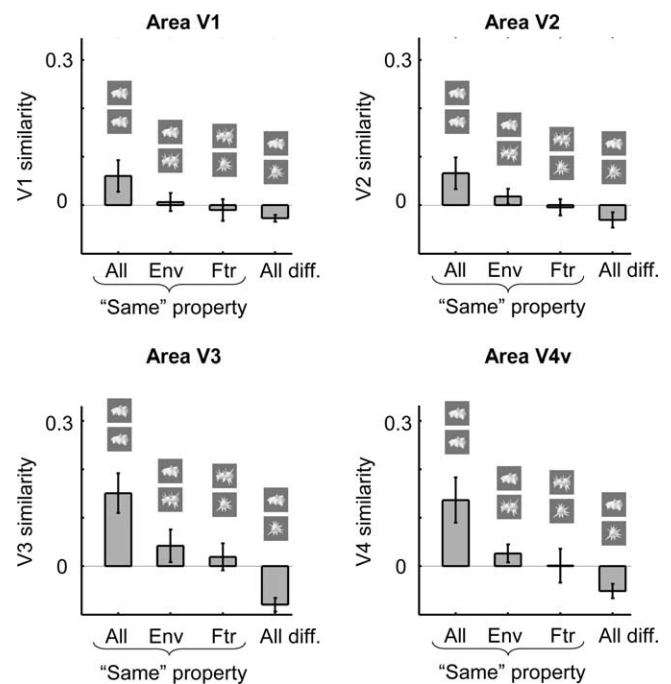 Area V1
V1 similarity
0.3
0
All Env Ftr All diff.
“Same” property
Area V2
V2 similarity
0.3
0
All Env Ftr All diff.
“Same” property
Area V3
V3 similarity
0.3
0
All Env Ftr All diff.
“Same” property
Area V4v
V4 similarity
0.3
0
All Env Ftr All diff.
“Same” property